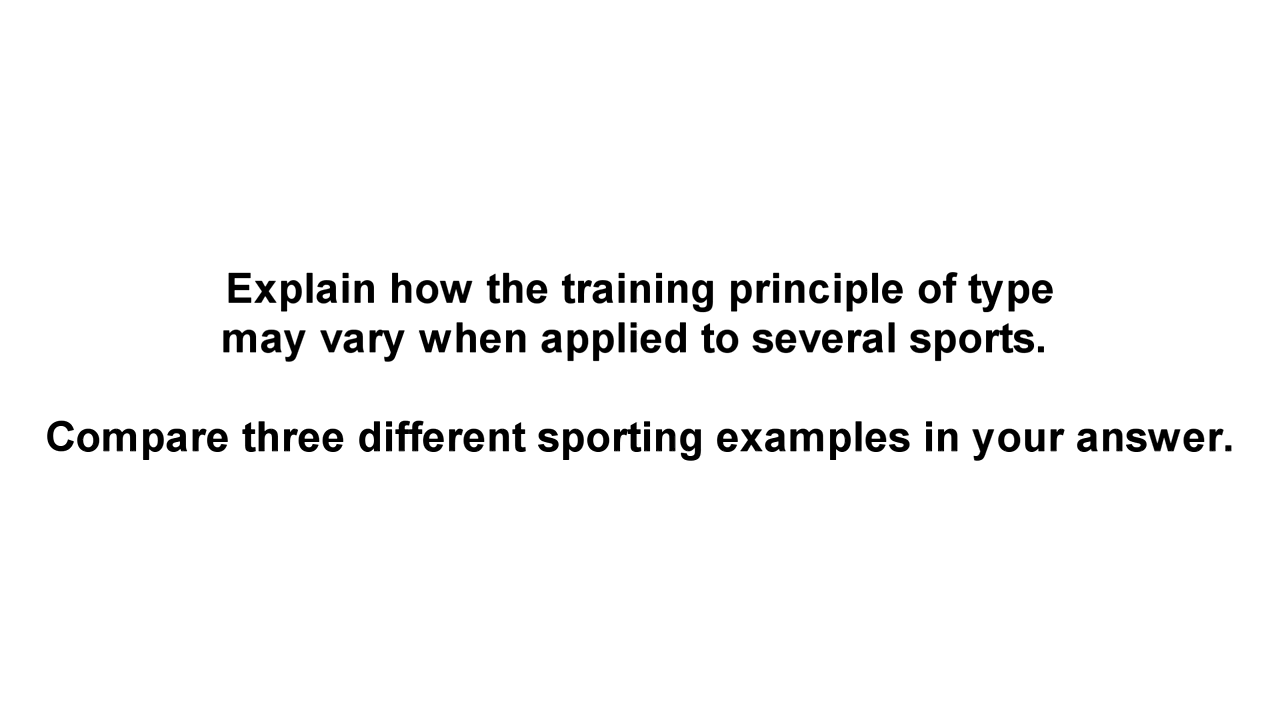 Explain how the training principle of type
may vary when applied to several sports.
Compare three different sporting examples in your answer.